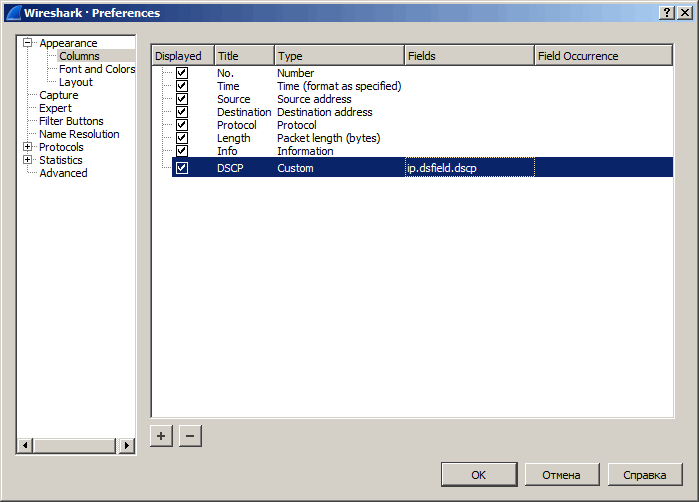 Wireshark · Preferences
Appearance
Columns
Font and Colors
Layout
Capture
Expert
Filter Buttons
Name Resolution
Protocols
Statistics
Advanced
Displayed Title Type Fields Field Occurrence
No. Number
Time Time (format as specified)
Source Source address
Destination Destination address
Protocol Protocol
Length Packet length (bytes)
Info Information
DSCP Custom ip.dsfield.dscp
OK Отмена Справка